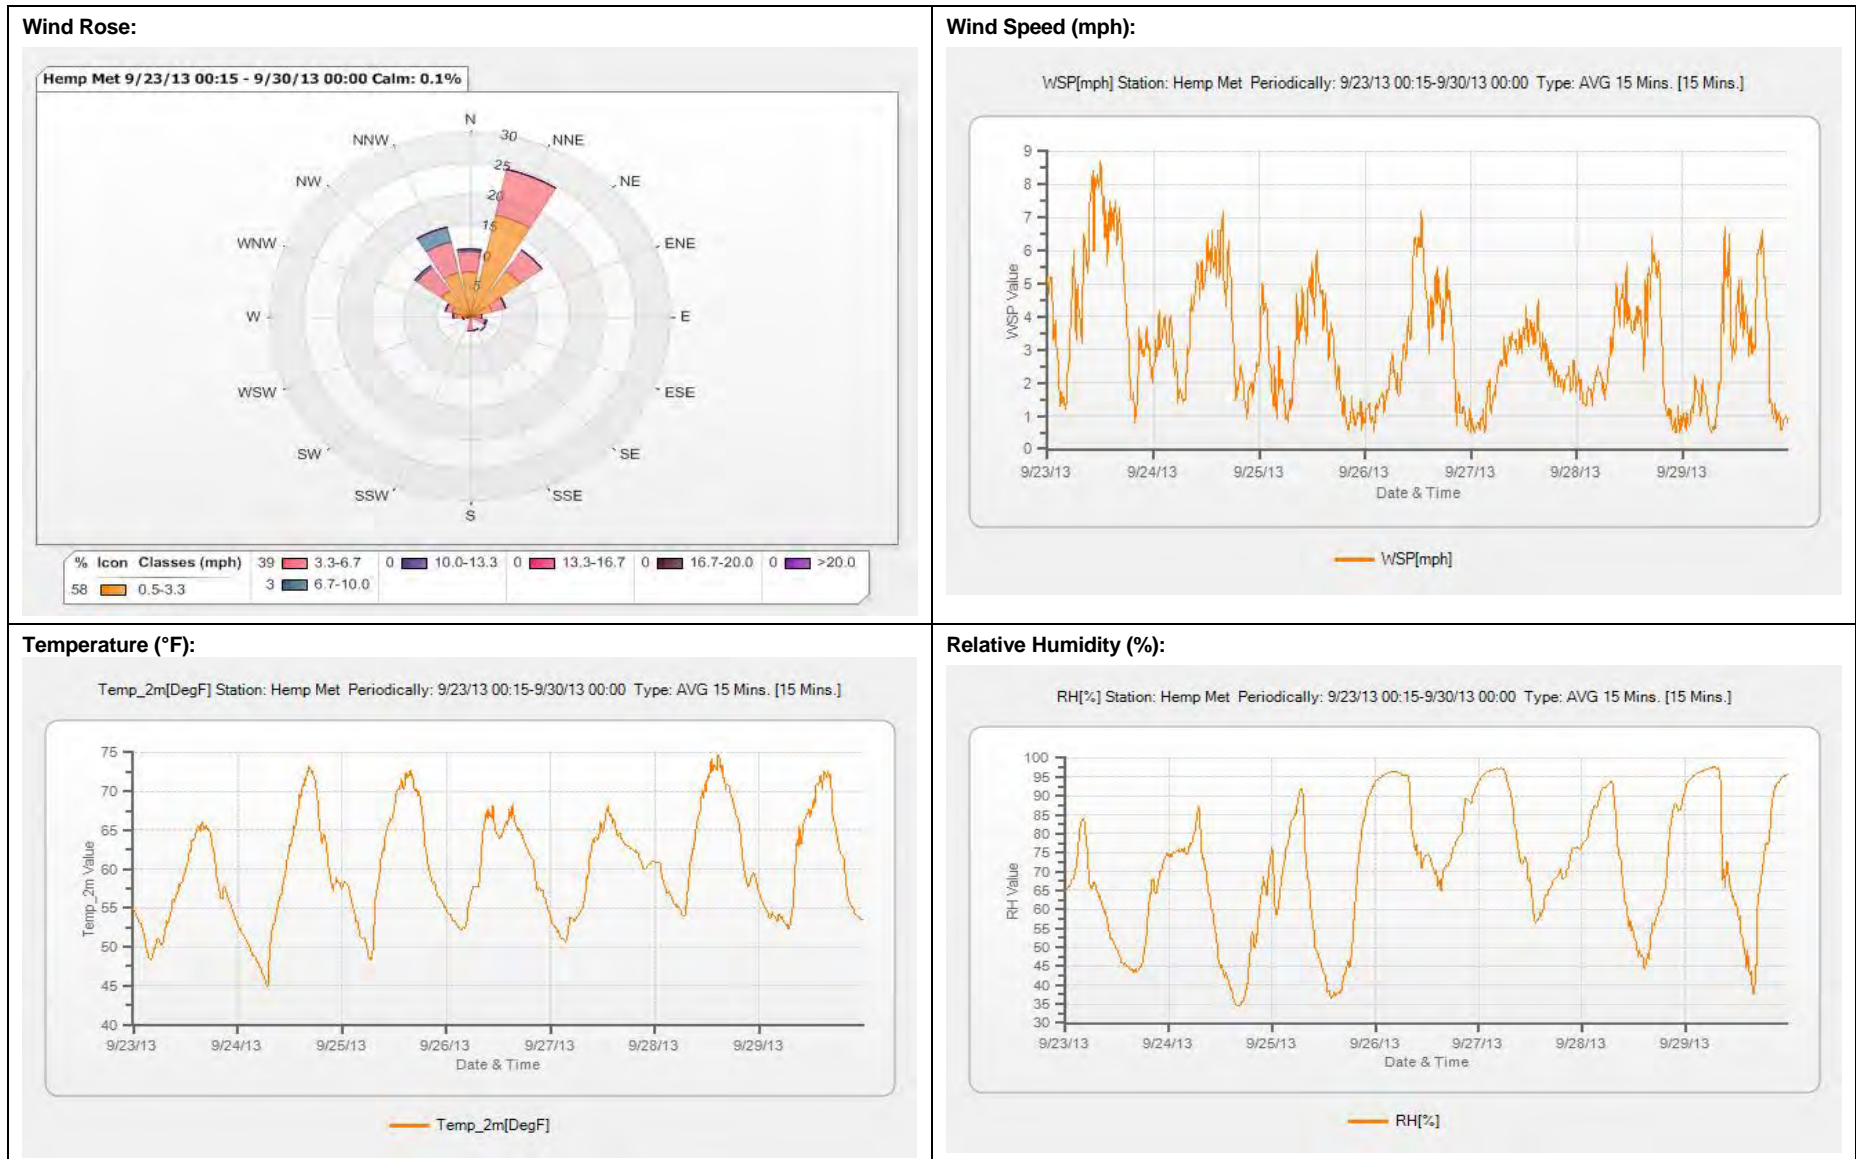 Wind Rose:
Hemp Met 9/23/13 00:15 - 9/30/13 00:00 Calm: 0.1%
N
NNW
30
NNE
25
NW
NE
20
15
WNW
ENE
0
5
W
E
WSW
ESE
SW
SE
SSW
SSE
S
% Icon Classes (mph) 39 3.3-6.7 0 10.0-13.3 0 13.3-16.7 0 16.7-20.0 0 >20.0
58 0.5-3.3 3 6.7-10.0
Wind Speed (mph):
WSP[mph] Station: Hemp Met Periodically: 9/23/13 00:15-9/30/13 00:00 Type: AVG 15 Mins. [15 Mins.]
9
8
7
6
5
4
3
2
1
0
WSP Value
9/23/13 9/24/13 9/25/13 9/26/13 9/27/13 9/28/13 9/29/13
Date & Time
WSP[mph]
Temperature (°F):
Temp_2m[DegF] Station: Hemp Met Periodically: 9/23/13 00:15-9/30/13 00:00 Type: AVG 15 Mins. [15 Mins.]
75
70
65
60
55
50
45
40
Temp_2m Value
9/23/13 9/24/13 9/25/13 9/26/13 9/27/13 9/28/13 9/29/13
Date & Time
Temp_2m[DegF]
Relative Humidity (%):
RH[%] Station: Hemp Met Periodically: 9/23/13 00:15-9/30/13 00:00 Type: AVG 15 Mins. [15 Mins.]
100
95
90
85
80
75
70
65
60
55
50
45
40
35
30
RH Value
9/23/13 9/24/13 9/25/13 9/26/13 9/27/13 9/28/13 9/29/13
Date & Time
RH[%]